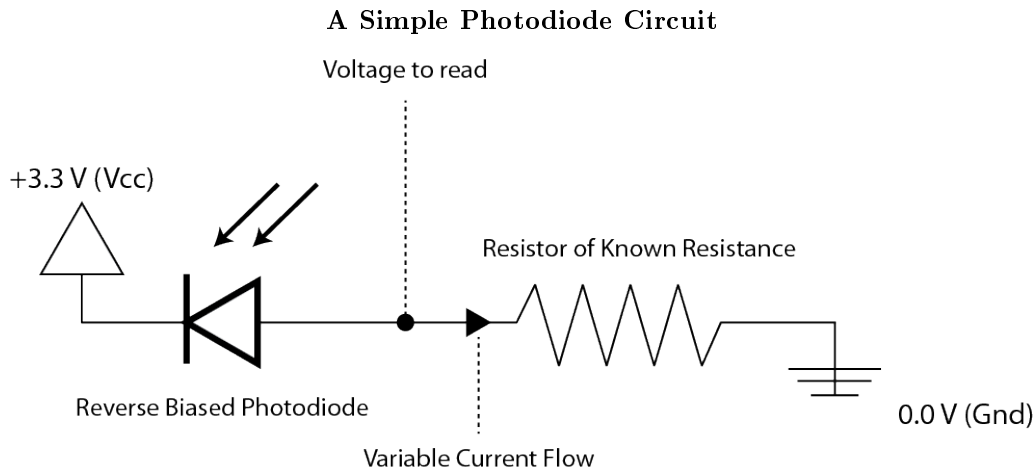 A Simple Photodiode Circuit
Voltage to read
+3.3 V (Vcc)
Resistor of Known Resistance
Reverse Biased Photodiode
0.0 V (Gnd)
Variable Current Flow